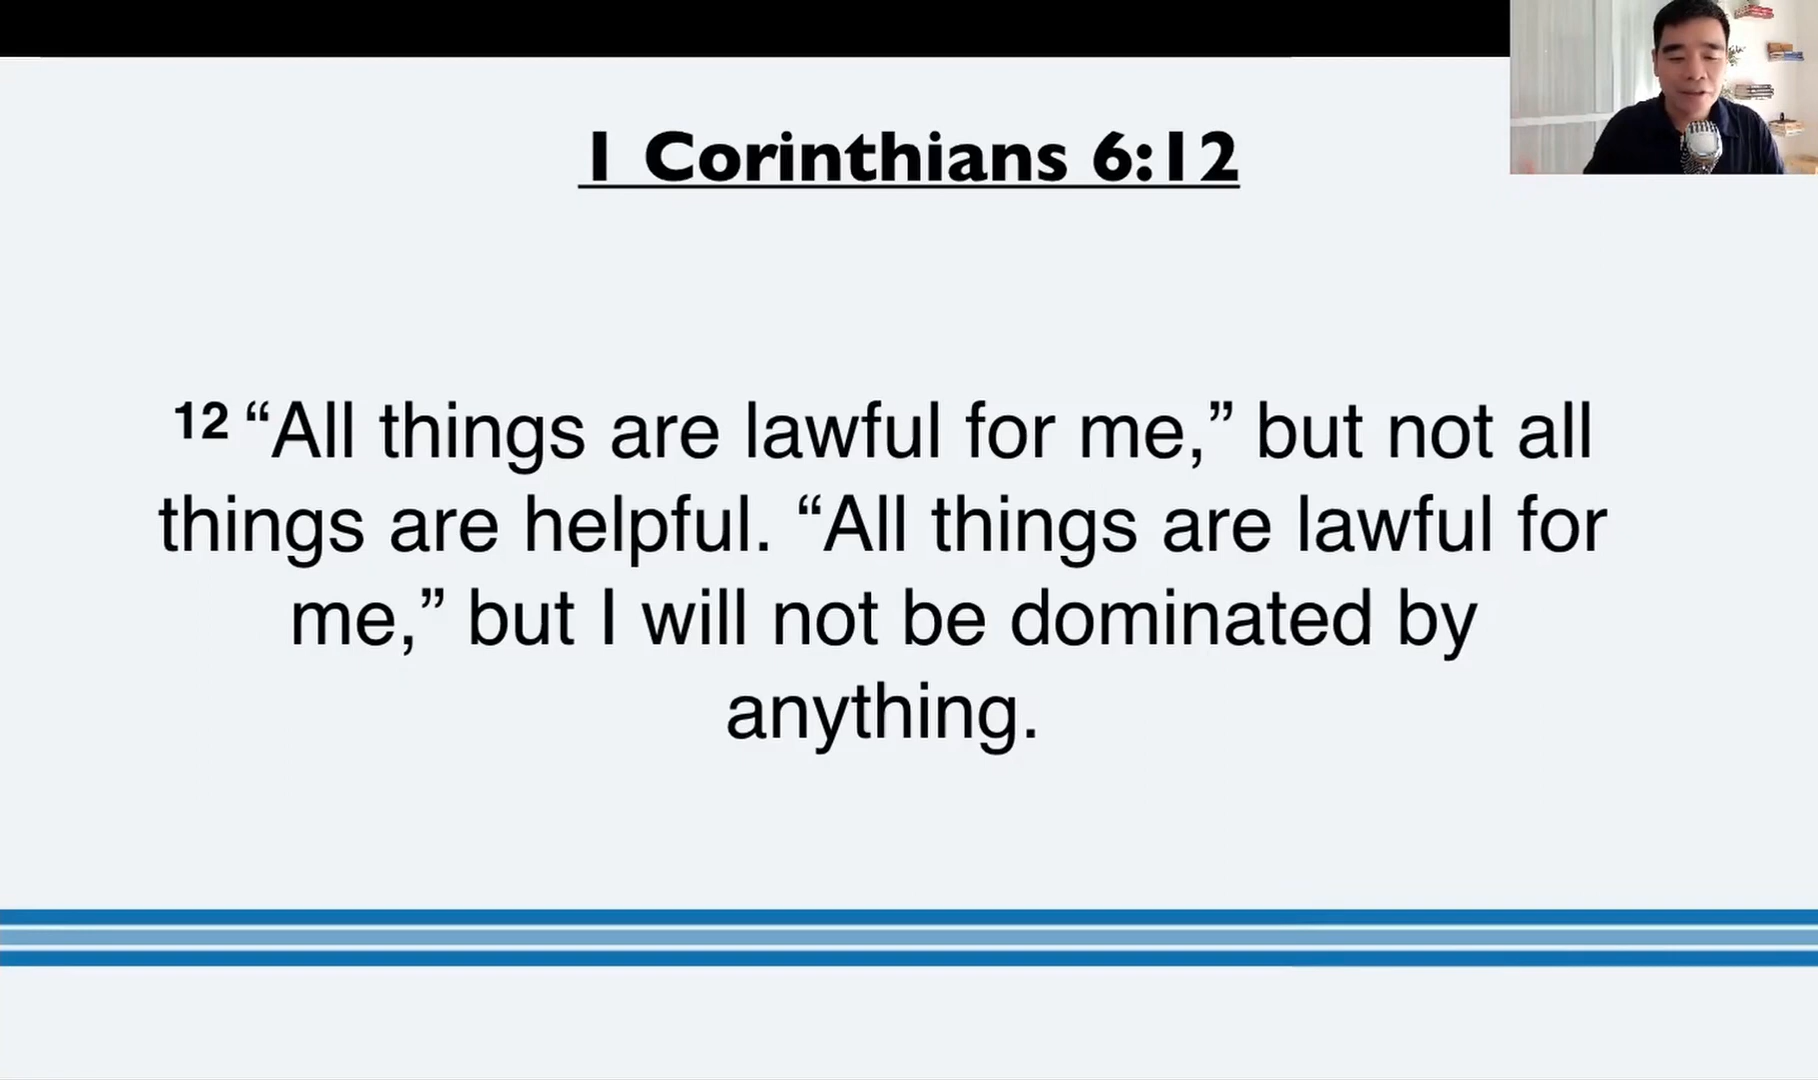 1 Corinthians 6:12
12 “All things are lawful for me,” but not all
things are helpful. “All things are lawful for
me,” but I will not be dominated by
anything.